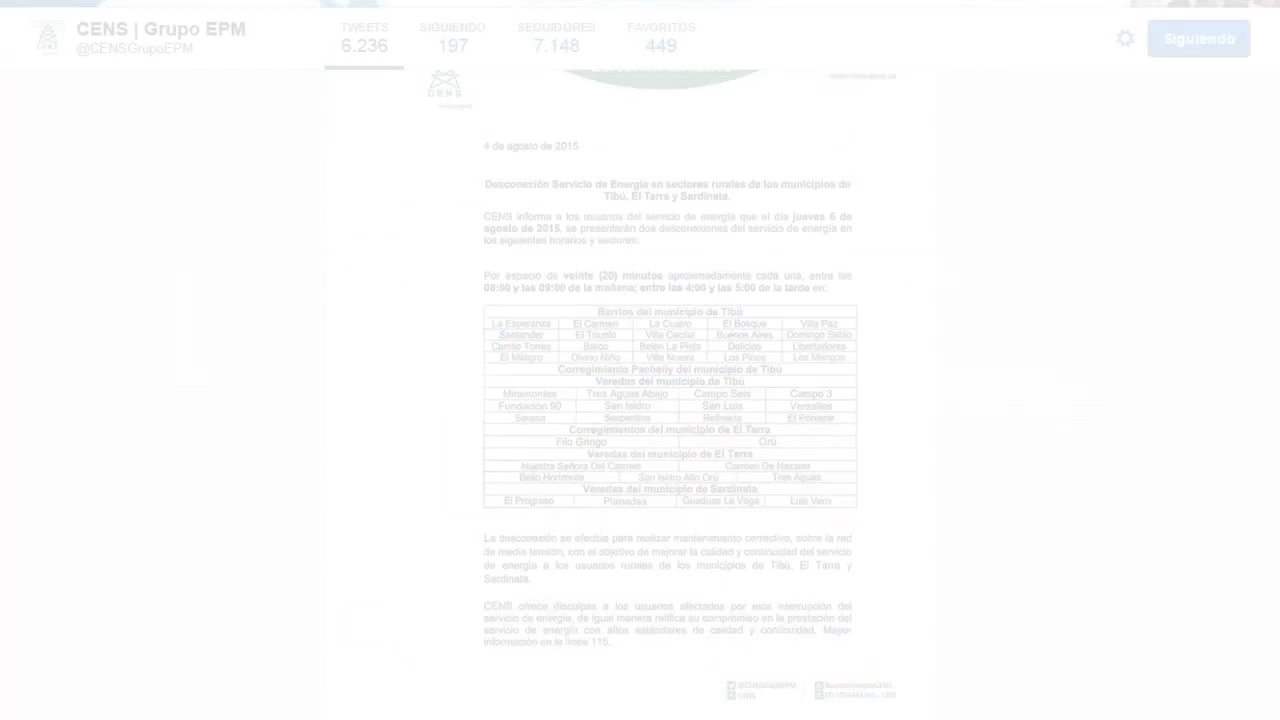 CENS | Grupo EPM
@CENSGrupoEPM
TWEETS SIGUIENDO SEGUIDORES FAVORITOS
6.236 197 7.148 449
Siguiendo
CENS
4 de agosto de 2015
Desconexión Servicio de Energía en sectores rurales de los municipios de
Tibú, El Tarra y Sardinata.
CENS informa a los usuarios del servicio de energía que el día jueves 6 de
agosto de 2015, se presentarán dos desconexiones del servicio de energía en
los siguientes horarios y sectores:
Por espacio de veinte (20) minutos aproximadamente cada una, entre las
08:00 y las 09:00 de la mañana; entre las 4:00 y las 5:00 de la tarde en:
Barrios del municipio de Tibú
La Esperanza El Carmen La Cuatro El Bosque Villa Paz
Santander El Triunfo Villa Cecilia Buenos Aires Domingo Sabio
Camilo Torres Barco Belén La Plata Delicias Libertadores
El Milagro Divino Niño Villa Nueva Los Pinos Los Mangos
Corregimiento Pachelly del municipio de Tibú
Veredas del municipio de Tibú
Miramontes Tres Aguas Abajo Campo Seis Campo 3
Fundación 90 San Isidro San Luis Versalles
Serena Serpentina Refinería El Porvenir
Corregimientos del municipio de El Tarra
Filo Gringo Orú
Veredas del municipio de El Tarra
Nuestra Señora Del Carmen Carmen De Nazaria
Bello Horizonte San Isidro Alto Orú Tres Aguas
Veredas del municipio de Sardinata
El Progreso Planadas Guaduas La Vega Luis Vero
La desconexión se efectúa para realizar mantenimiento correctivo, sobre la red
de media tensión, con el objetivo de mejorar la calidad y continuidad del servicio
de energía a los usuarios rurales de los municipios de Tibú, El Tarra y
Sardinata.
CENS ofrece disculpas a los usuarios afectados por esta interrupción del
servicio de energía, de igual manera ratifica su compromiso en la prestación del
servicio de energía con altos estándares de calidad y continuidad. Mayor
información en la línea 115.
@CENSGrupoEPM
CENS